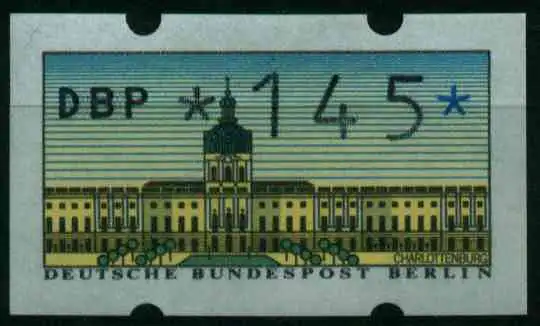 DBP *145*
CHARLOTTENBURG
DEUTSCHE BUNDESPOST BERLIN